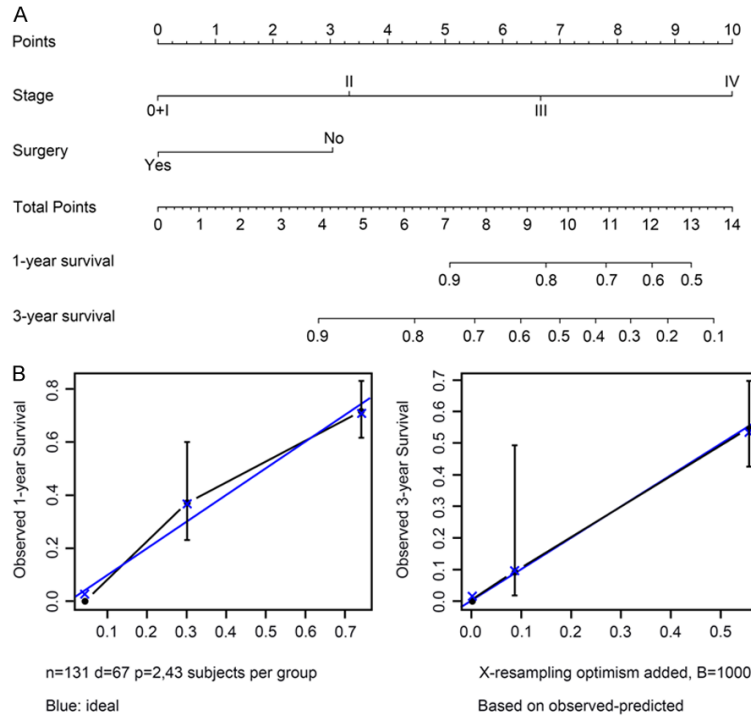 A
Points
0 1 2 3 4 5 6 7 8 9 10
Stage
0+I II III IV
Surgery
Yes No
Total Points
0 1 2 3 4 5 6 7 8 9 10 11 12 13 14
1-year survival
0.9 0.8 0.7 0.6 0.5
3-year survival
0.9 0.8 0.7 0.6 0.5 0.4 0.3 0.2 0.1
B
Observed 1-year Survival
0.8
0.6
0.4
0.2
0.0
0.1 0.3 0.5 0.7
n=131 d=67 p=2,43 subjects per group
Blue: ideal
Observed 3-year Survival
0.7
0.6
0.5
0.4
0.3
0.2
0.1
0.0
0.0 0.1 0.2 0.3 0.4 0.5
X-resampling optimism added, B=1000
Based on observed-predicted